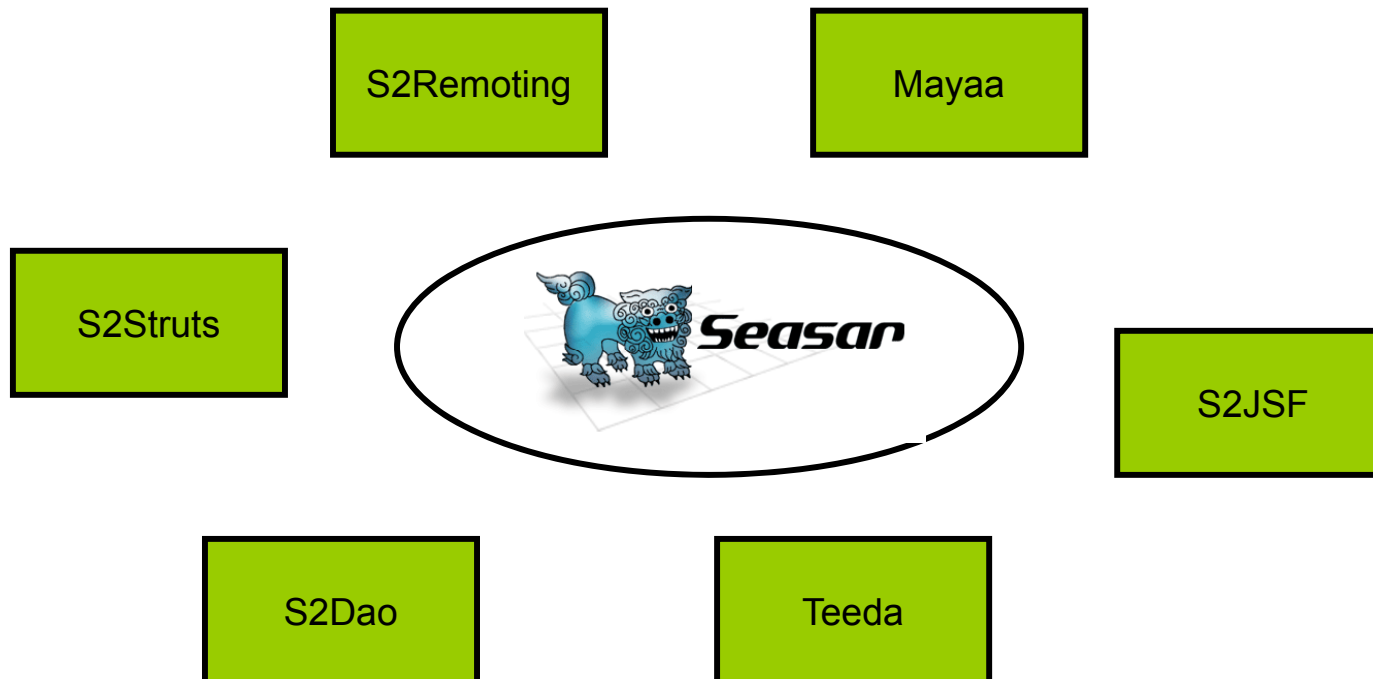 S2Remoting
Mayaa
S2Struts
Seasar
S2JSF
S2Dao
Teeda